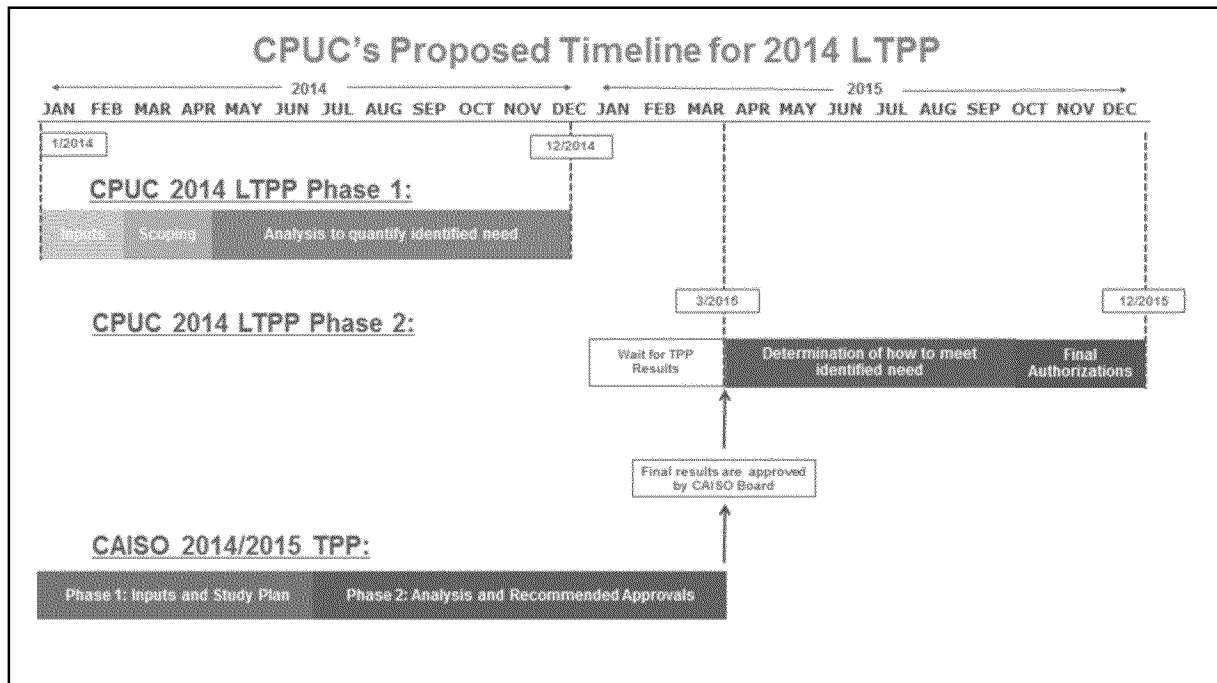 CPUC's Proposed Timeline for 2014 LTPP
2014
2015
JAN FEB MAR APR MAY JUN JUL AUG SEP OCT NOV DEC JAN FEB MAR APR MAY JUN JUL AUG SEP OCT NOV DEC
1/2014
12/2014
CPUC 2014 LTPP Phase 1:
Inputs
Scoping
Analysis to quantify identified need
3/2015
12/2015
CPUC 2014 LTPP Phase 2:
Wait for TPP
Results
Determination of how to meet
identified need
Final
Authorizations
Final results are approved
by CAISO Board
CAISO 2014/2015 TPP:
Phase 1: Inputs and Study Plan
Phase 2: Analysis and Recommended Approvals